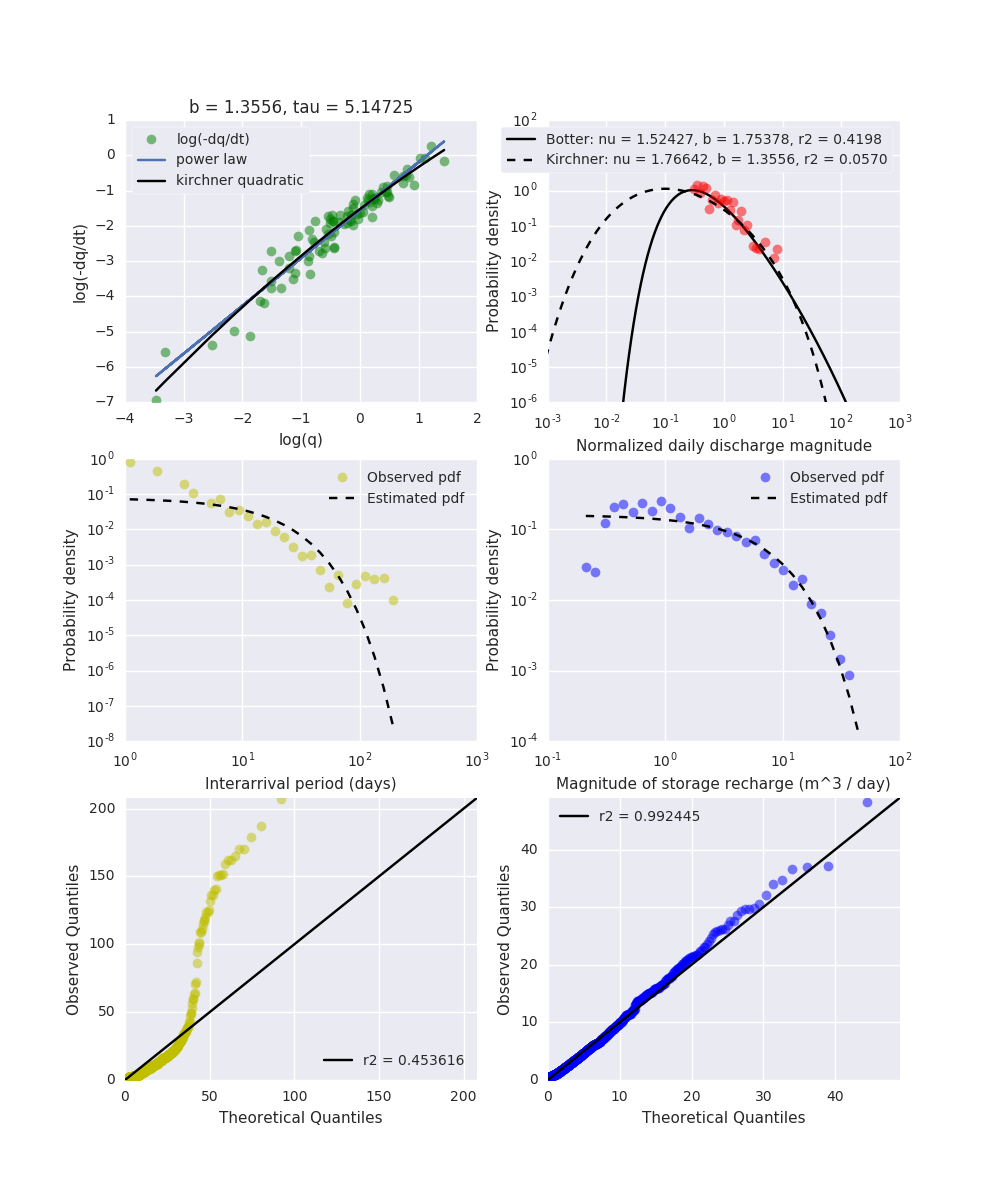 b = 1.3556, tau = 5.14725
log(-dq/dt)
power law
kirchner quadratic
1
0
−1
−2
−3
−4
−5
−6
−7
log(-dq/dt)
−4 −3 −2 −1 0 1 2
log(q)
Botter: nu = 1.52427, b = 1.75378, r2 = 0.4198
Kirchner: nu = 1.76642, b = 1.3556, r2 = 0.0570
10^2
10^0
10^-1
10^-2
10^-3
10^-4
10^-5
10^-6
Probability density
10^-3 10^-2 10^-1 10^0 10^1 10^2 10^3
Normalized daily discharge magnitude
Observed pdf
Estimated pdf
10^0
10^-1
10^-2
10^-3
10^-4
10^-5
10^-6
10^-7
10^-8
Probability density
10^0 10^1 10^2 10^3
Interarrival period (days)
Observed pdf
Estimated pdf
10^0
10^-1
10^-2
10^-3
10^-4
Probability density
10^-1 10^0 10^1 10^2
Magnitude of storage recharge (m^3 / day)
200
150
100
50
0
Observed Quantiles
r2 = 0.453616
0 50 100 150 200
Theoretical Quantiles
r2 = 0.992445
40
30
20
10
0
Observed Quantiles
0 10 20 30 40
Theoretical Quantiles